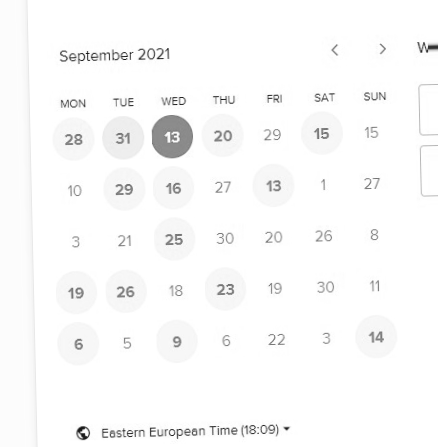 September 2021
MON TUE WED THU FRI SAT SUN
28 31 13 20 29 15 15
10 29 16 27 13 1 27
3 21 25 30 20 26 8
19 26 18 23 19 30 11
6 5 9 6 22 3 14
Eastern European Time (18:09)